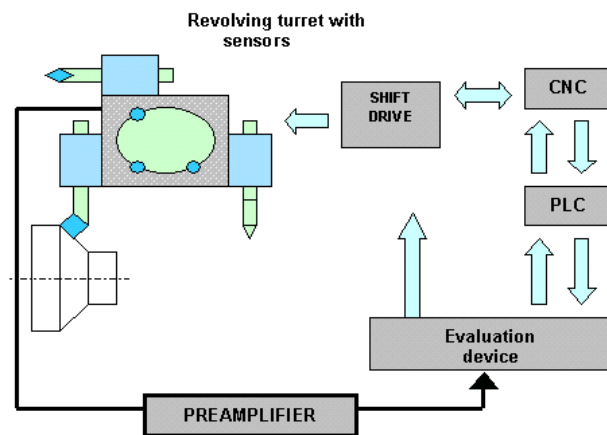 Revolving turret with
sensors
SHIFT
DRIVE
CNC
PLC
Evaluation
device
PREAMPLIFIER